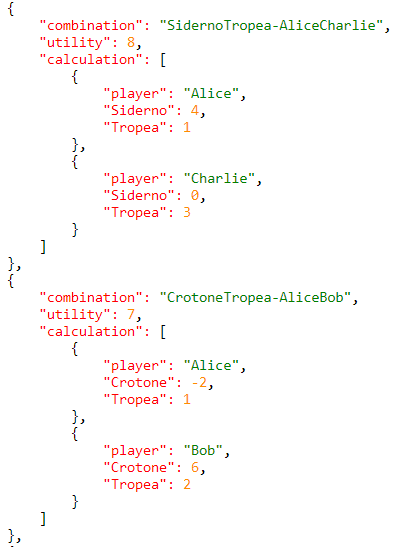 {
    "combination": "SidernoTropea-AliceCharlie",
    "utility": 8,
    "calculation": [
        {
            "player": "Alice",
            "Siderno": 4,
            "Tropea": 1
        },
        {
            "player": "Charlie",
            "Siderno": 0,
            "Tropea": 3
        }
    ]
},
{
    "combination": "CrotoneTropea-AliceBob",
    "utility": 7,
    "calculation": [
        {
            "player": "Alice",
            "Crotone": -2,
            "Tropea": 1
        },
        {
            "player": "Bob",
            "Crotone": 6,
            "Tropea": 2
        }
    ]
},